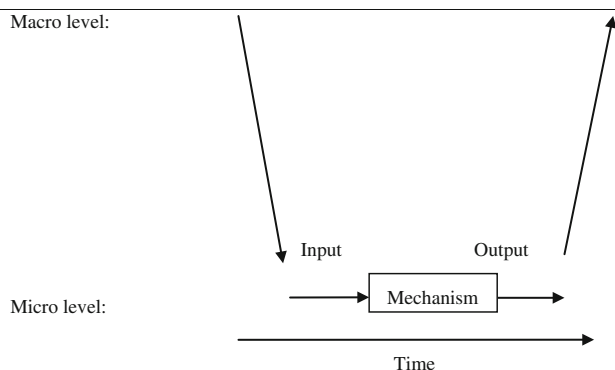 Macro level:
Input Output
Mechanism
Micro level:
Time